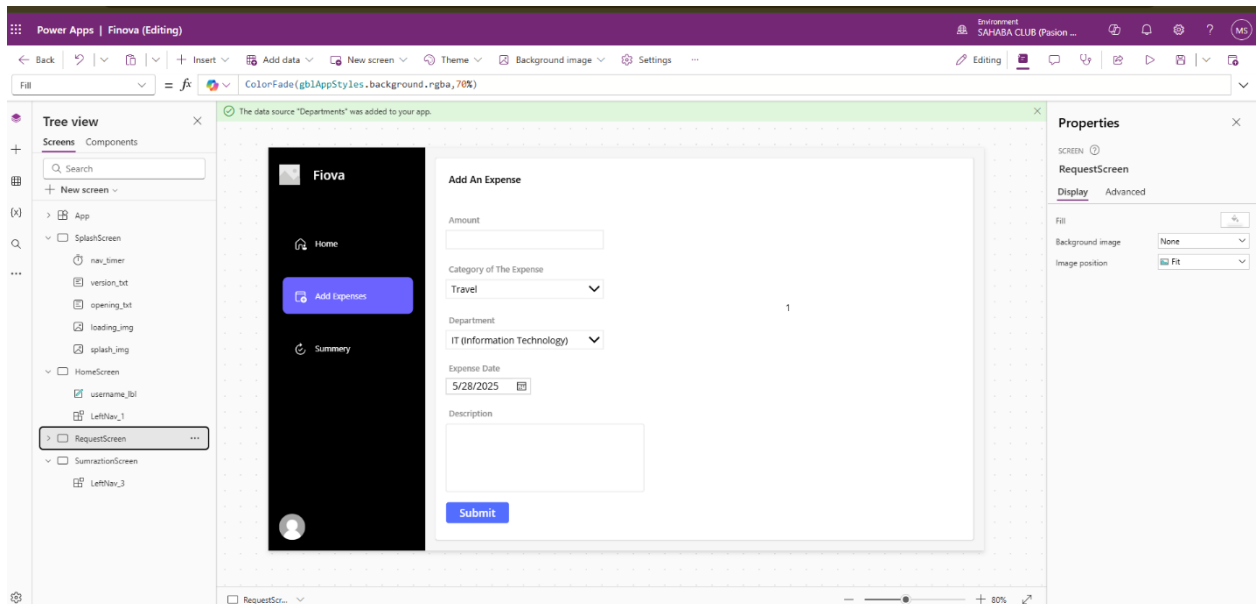 Power Apps | Finova (Editing)
Environment
SAHABA CLUB (Pasion ...
?
MS
Back
Insert
Add data
New screen
Theme
Background image
Settings
...
Editing
Fill
= fx
ColorFade(gblAppStyles.background.rgba,70%)
Tree view
Screens Components
Search
New screen
App
SplashScreen
nav_timer
version_txt
opening_txt
loading_img
splash_img
HomeScreen
username_lbl
LeftNav_1
RequestScreen
...
SumraztionScreen
LeftNav_3
The data source "Departments" was added to your app.
Fiova
Home
Add Expenses
Summery
Add An Expense
Amount
Category of The Expense
Travel
Department
IT (Information Technology)
Expense Date
5/28/2025
Description
Submit
1
RequestScr...
80%
Properties
SCREEN
RequestScreen
Display Advanced
Fill
Background image
None
Image position
Fit